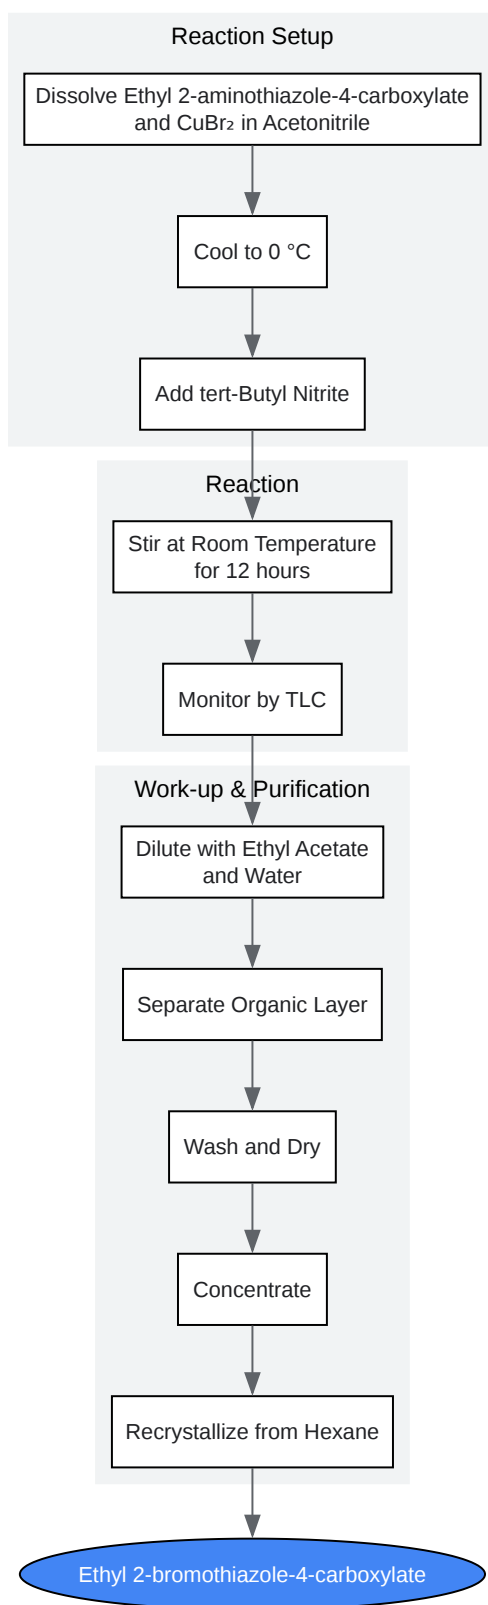 Reaction Setup
Dissolve Ethyl 2-aminothiazole-4-carboxylate
and CuBr₂ in Acetonitrile
Cool to 0 °C
Add tert-Butyl Nitrite
Reaction
Stir at Room Temperature
for 12 hours
Monitor by TLC
Work-up & Purification
Dilute with Ethyl Acetate
and Water
Separate Organic Layer
Wash and Dry
Concentrate
Recrystallize from Hexane
Ethyl 2-bromothiazole-4-carboxylate